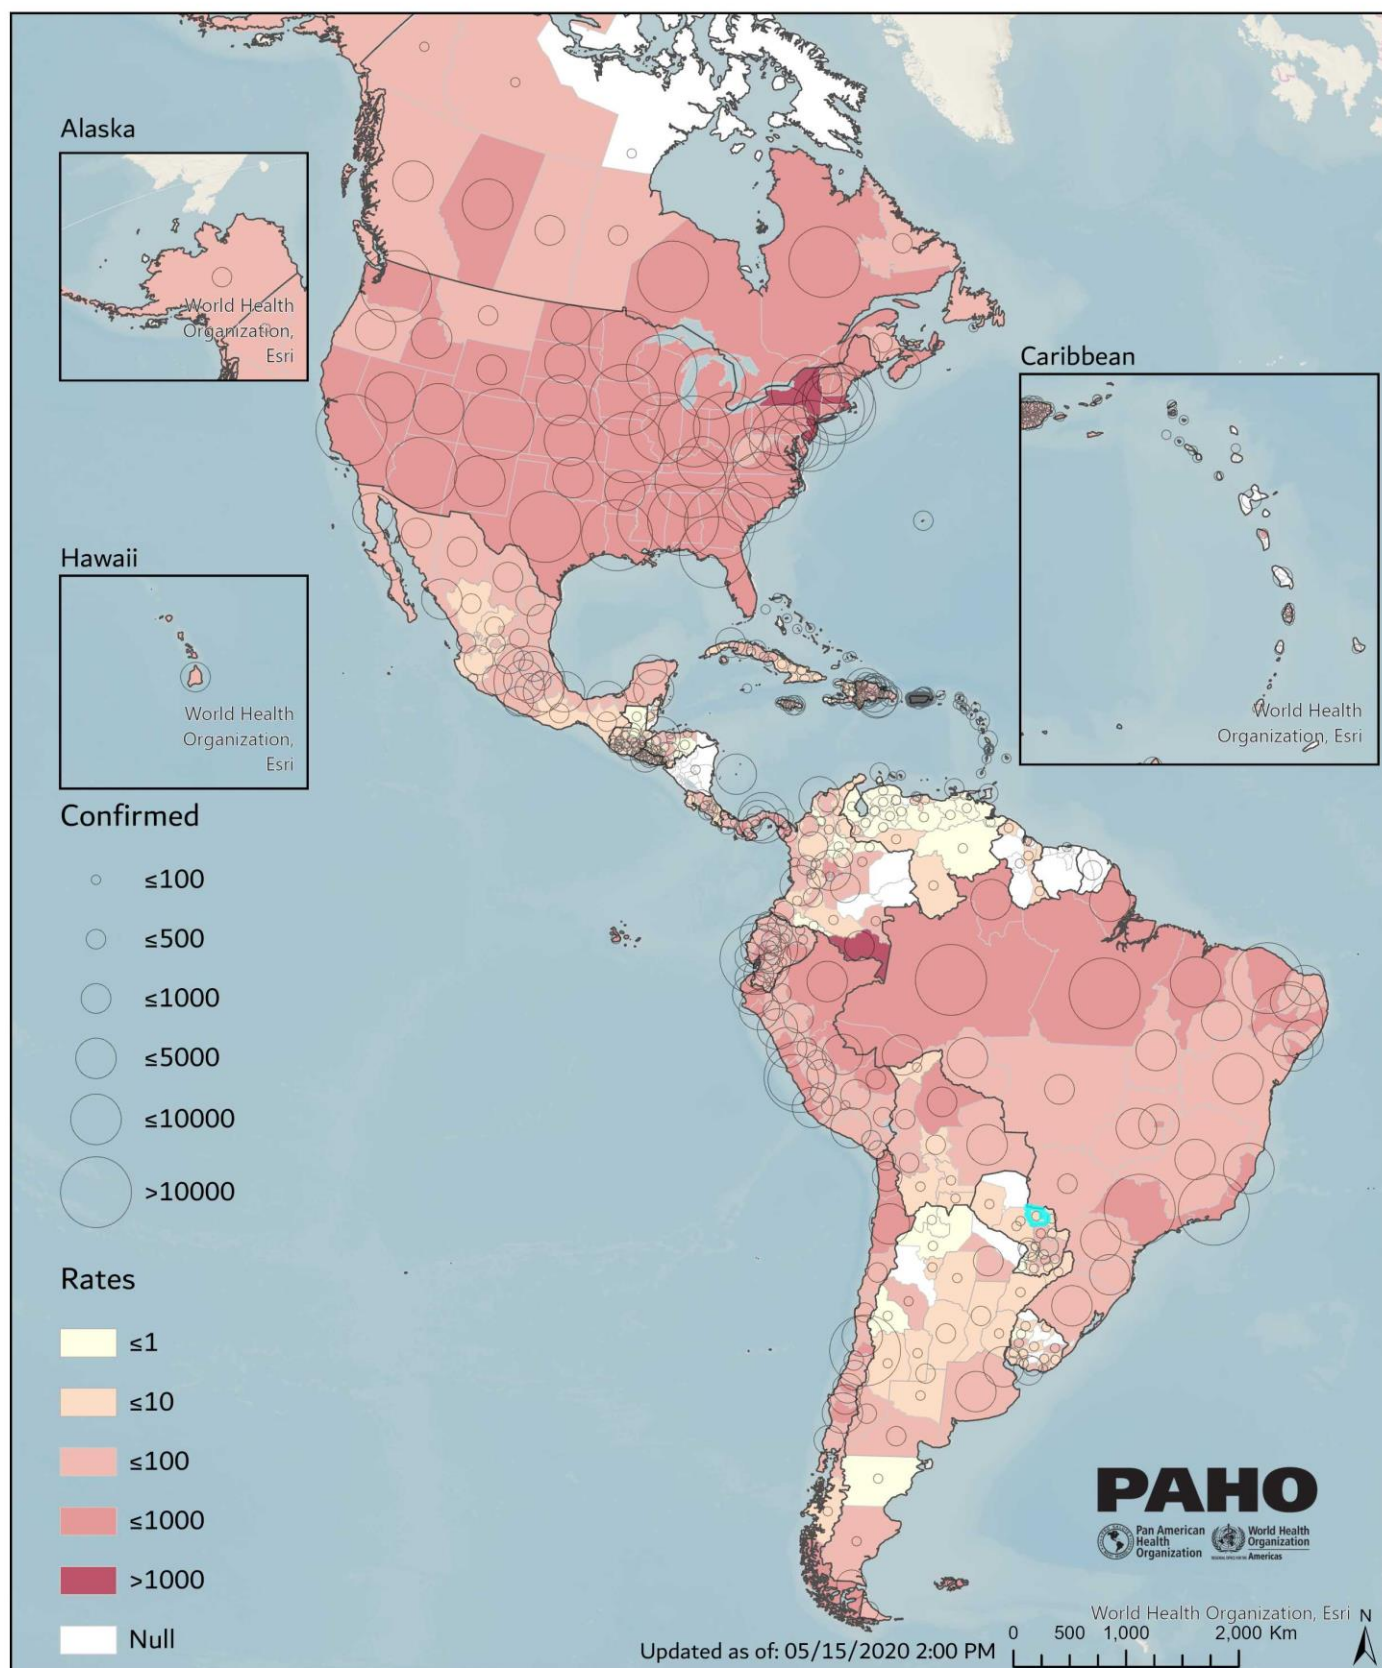 Alaska
World Health
Organization,
Esri
Caribbean
World Health
Organization, Esri
Hawaii
World Health
Organization,
Esri
Confirmed
≤100
≤500
≤1000
≤5000
≤10000
>10000
Rates
≤1
≤10
≤100
≤1000
>1000
Null
PAHO
Pan American
Health
Organization
World Health
Organization
Americas
World Health Organization, Esri
N
0 500 1,000 2,000 Km
Updated as of: 05/15/2020 2:00 PM